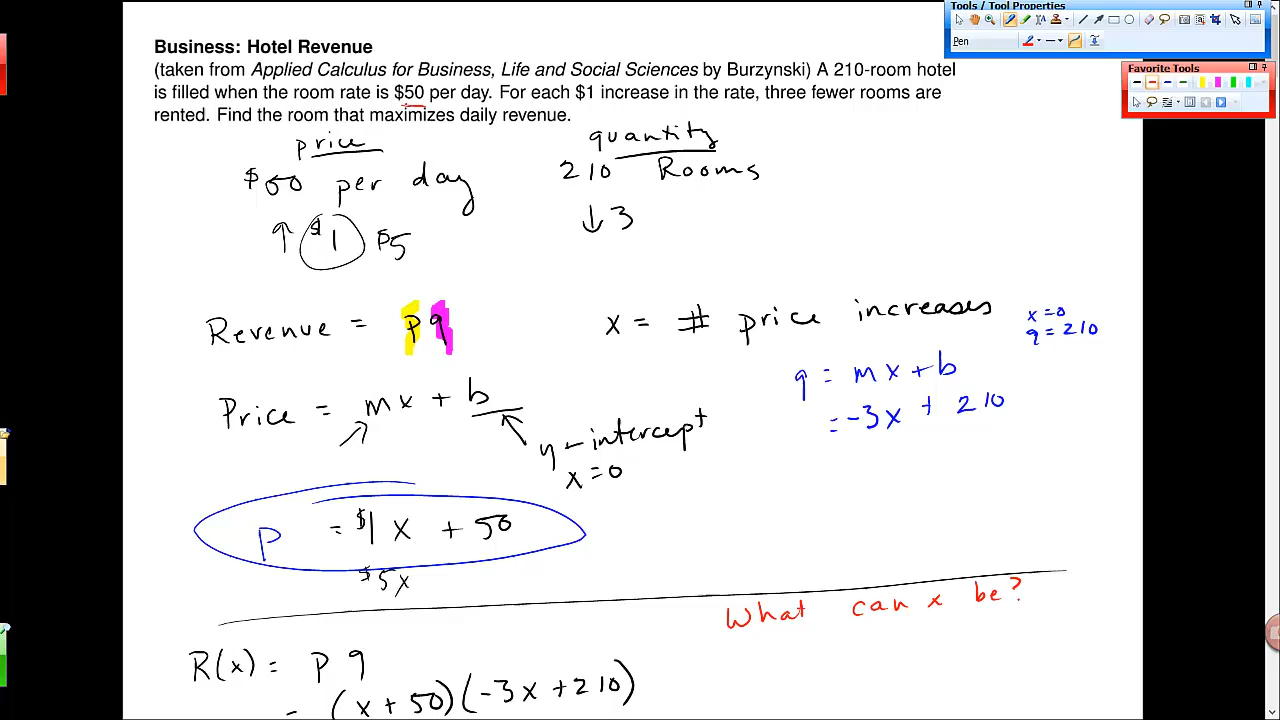 Tools / Tool Properties
Pen
Favorite Tools
Business: Hotel Revenue
(taken from Applied Calculus for Business, Life and Social Sciences by Burzynski) A 210-room hotel
is filled when the room rate is $50 per day. For each $1 increase in the rate, three fewer rooms are
rented. Find the room that maximizes daily revenue.
price
quantity
$50 per day
210 Rooms
↑ $1 $5
↓ 3
Revenue = p q
x = # price increases
x=0
q = 210
q = mx + b
= -3x + 210
Price = mx + b
y-intercept
x=0
P = $1 x + 50
$5x
What can x be?
R(x) = p q
= (x + 50)(-3x + 210)